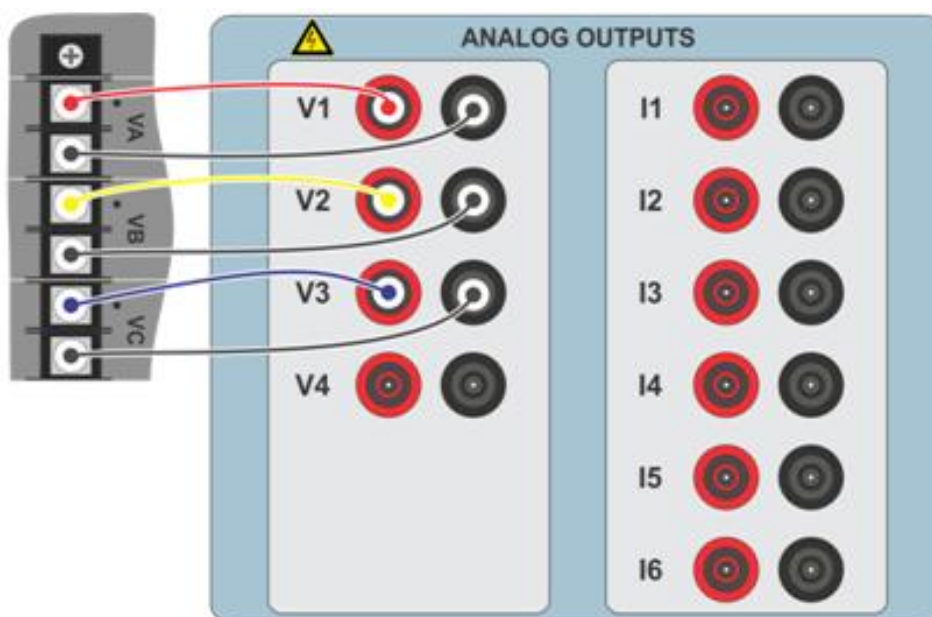 ANALOG OUTPUTS
VA
VB
VC
V1
V2
V3
V4
I1
I2
I3
I4
I5
I6